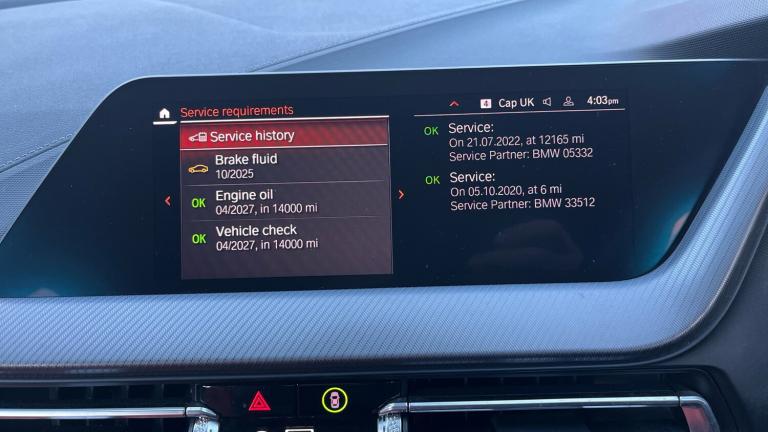 Service requirements
4 Cap UK 4:03pm
Service history
Brake fluid
10/2025
OK Engine oil
04/2027, in 14000 mi
OK Vehicle check
04/2027, in 14000 mi
OK Service:
On 21.07.2022, at 12165 mi
Service Partner: BMW 05332
OK Service:
On 05.10.2020, at 6 mi
Service Partner: BMW 33512